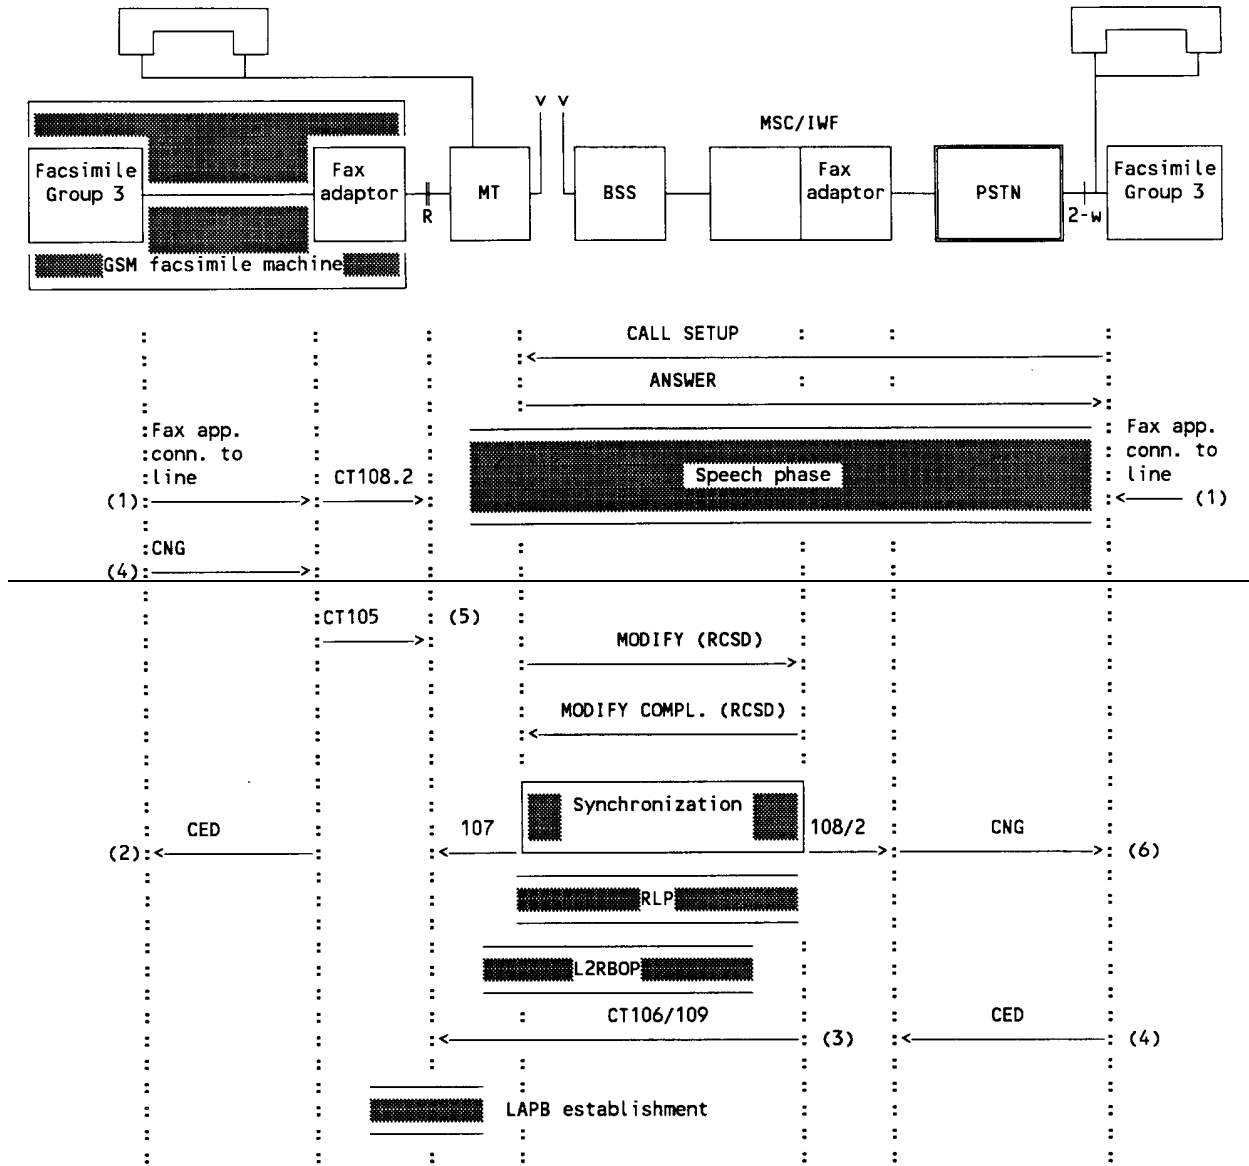 v v
MSC/IWF
Facsimile
Group 3
Fax
adaptor
R
MT
BSS
Fax
adaptor
PSTN
2-w
Facsimile
Group 3
GSM facsimile machine
CALL SETUP
ANSWER
Fax app.
conn. to
line
CT108.2
Speech phase
Fax app.
conn. to
line
(1)
(1)
CNG
(4)
CT105
(5)
MODIFY (RCSD)
MODIFY COMPL. (RCSD)
Synchronization
CED
107
108/2
CNG
(2)
(6)
RLP
L2RBOP
CT106/109
CED
(3)
(4)
LAPB establishment